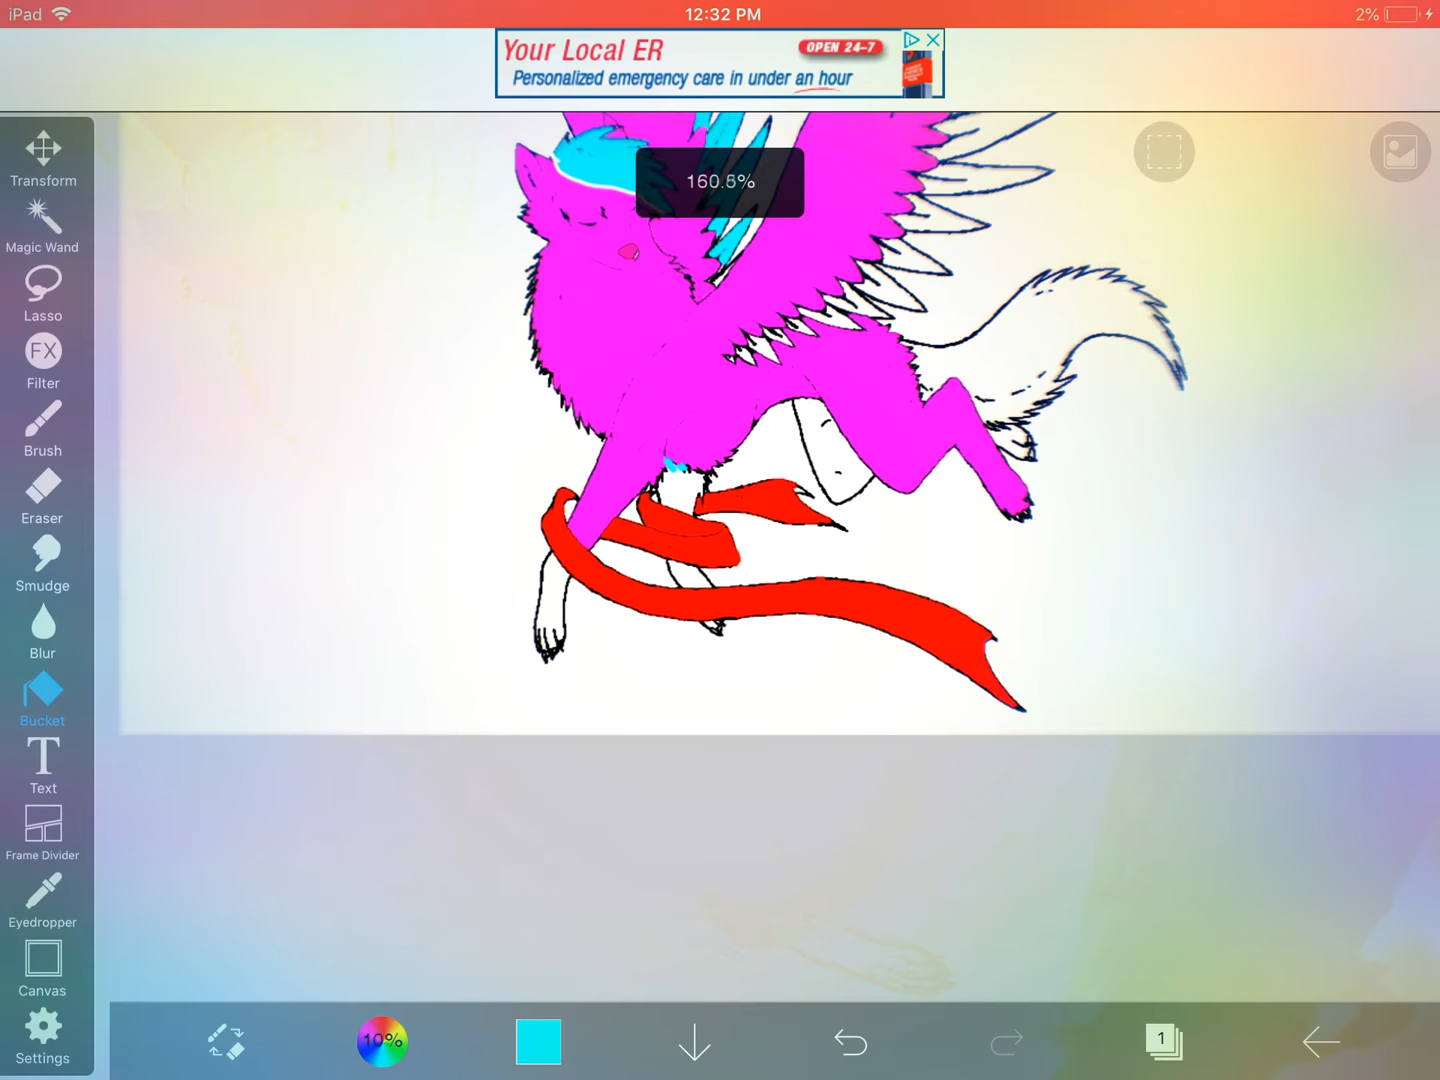 iPad
12:32 PM
2%
Your Local ER
OPEN 24-7
Personalized emergency care in under an hour
160.5%
Transform
Magic Wand
Lasso
FX
Filter
Brush
Eraser
Smudge
Blur
Bucket
T
Text
Frame Divider
Eyedropper
Canvas
Settings
10%
1